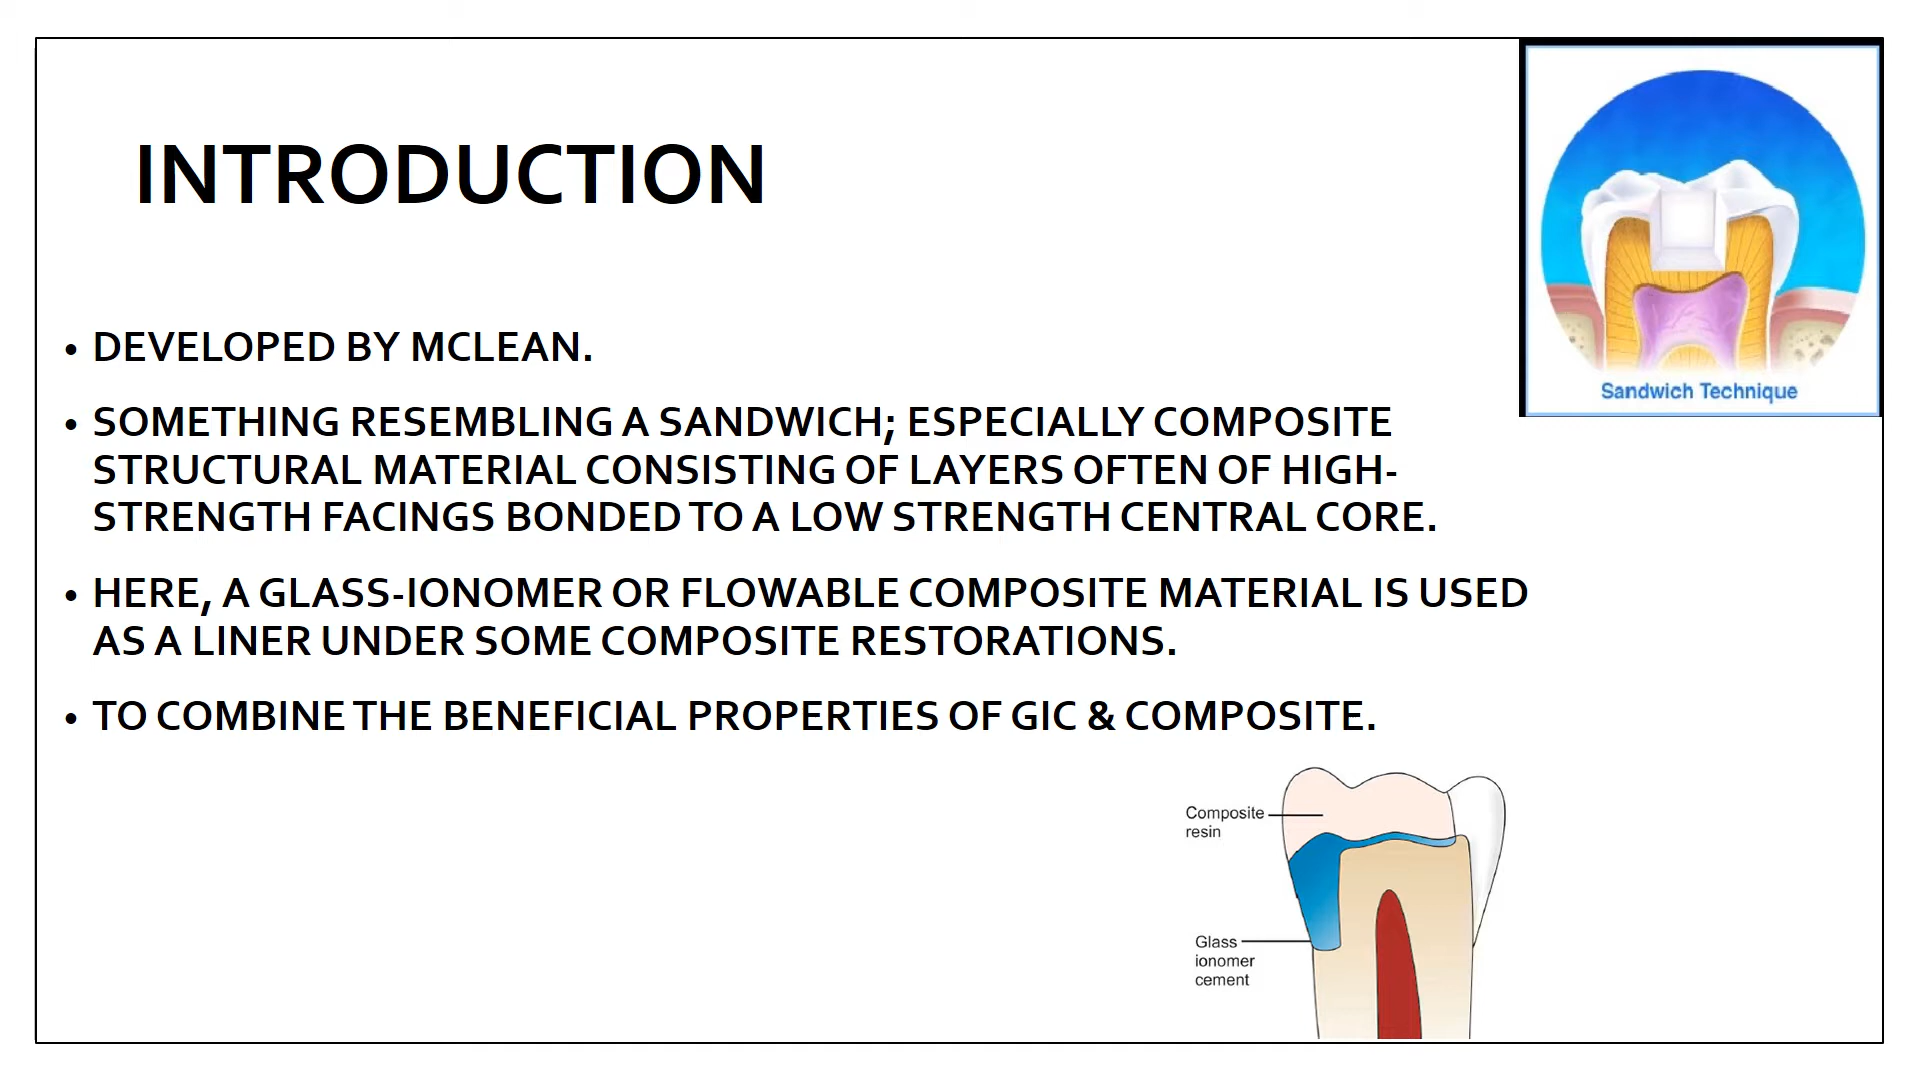 INTRODUCTION
• DEVELOPED BY MCLEAN.
• SOMETHING RESEMBLING A SANDWICH; ESPECIALLY COMPOSITE
STRUCTURAL MATERIAL CONSISTING OF LAYERS OFTEN OF HIGH-
STRENGTH FACINGS BONDED TO A LOW STRENGTH CENTRAL CORE.
• HERE, A GLASS-IONOMER OR FLOWABLE COMPOSITE MATERIAL IS USED
AS A LINER UNDER SOME COMPOSITE RESTORATIONS.
• TO COMBINE THE BENEFICIAL PROPERTIES OF GIC & COMPOSITE.
Sandwich Technique
Composite
resin
Glass
ionomer
cement